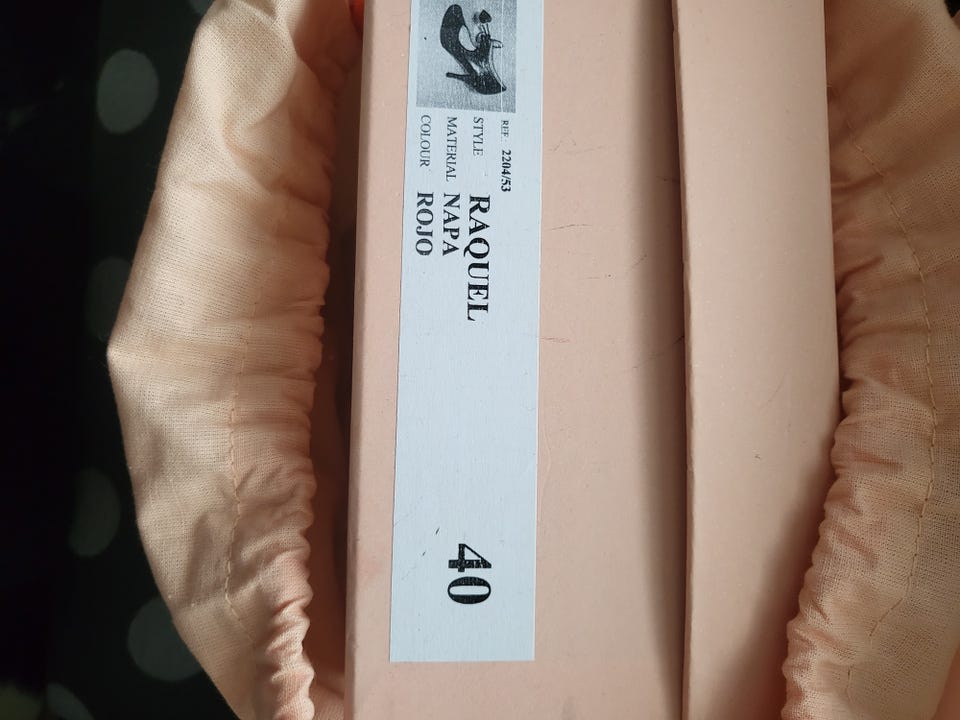 REF. 2204/53
STYLE RAQUEL
MATERIAL NAPA
COLOUR ROJO
40